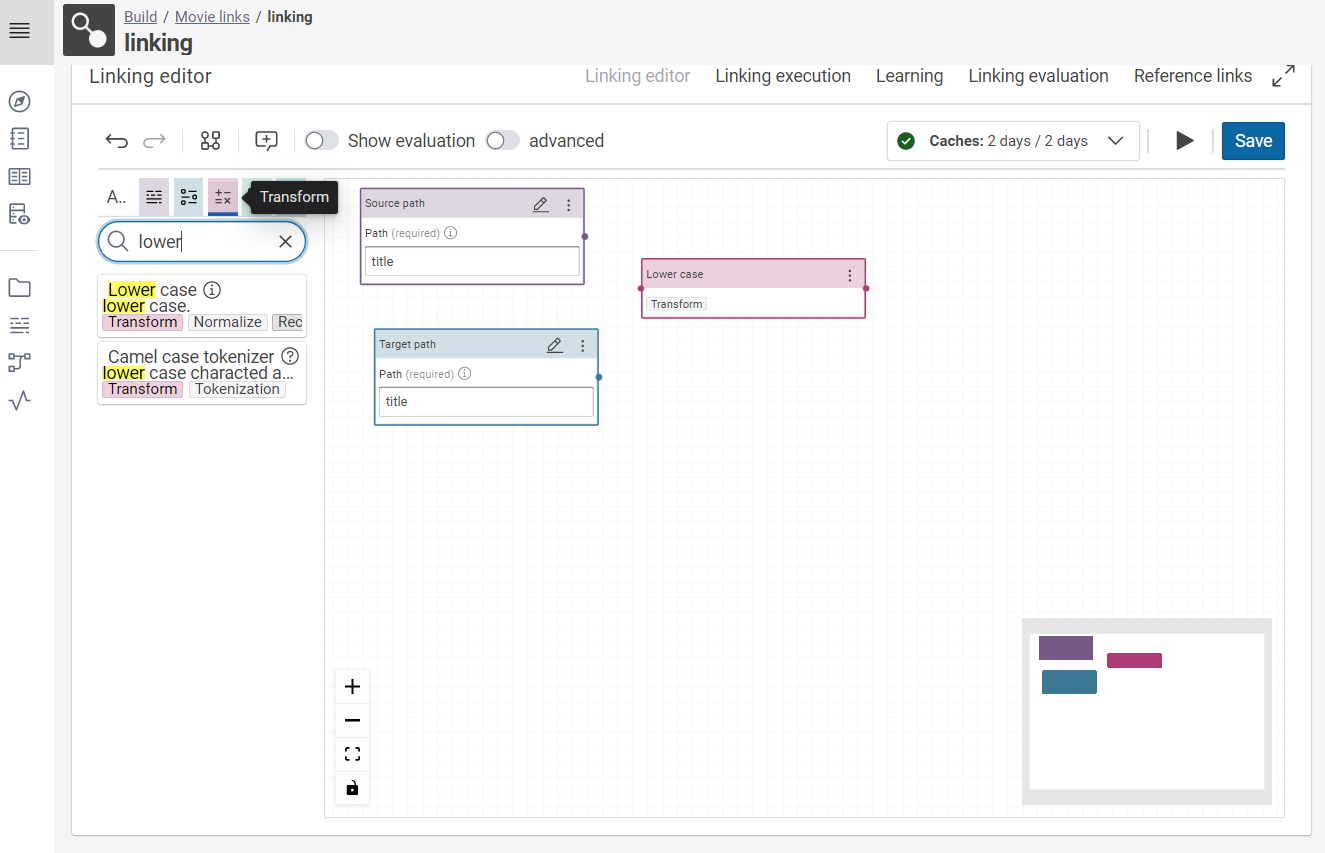 Build / Movie links / linking
linking
Linking editor
Linking editor Linking execution Learning Linking evaluation Reference links
Show evaluation advanced
Caches: 2 days / 2 days
Save
A..
Transform
lower
Lower case
lower case.
Transform Normalize Rec
Camel case tokenizer
lower case characted a...
Transform Tokenization
Source path
Path (required)
title
Lower case
Transform
Target path
Path (required)
title